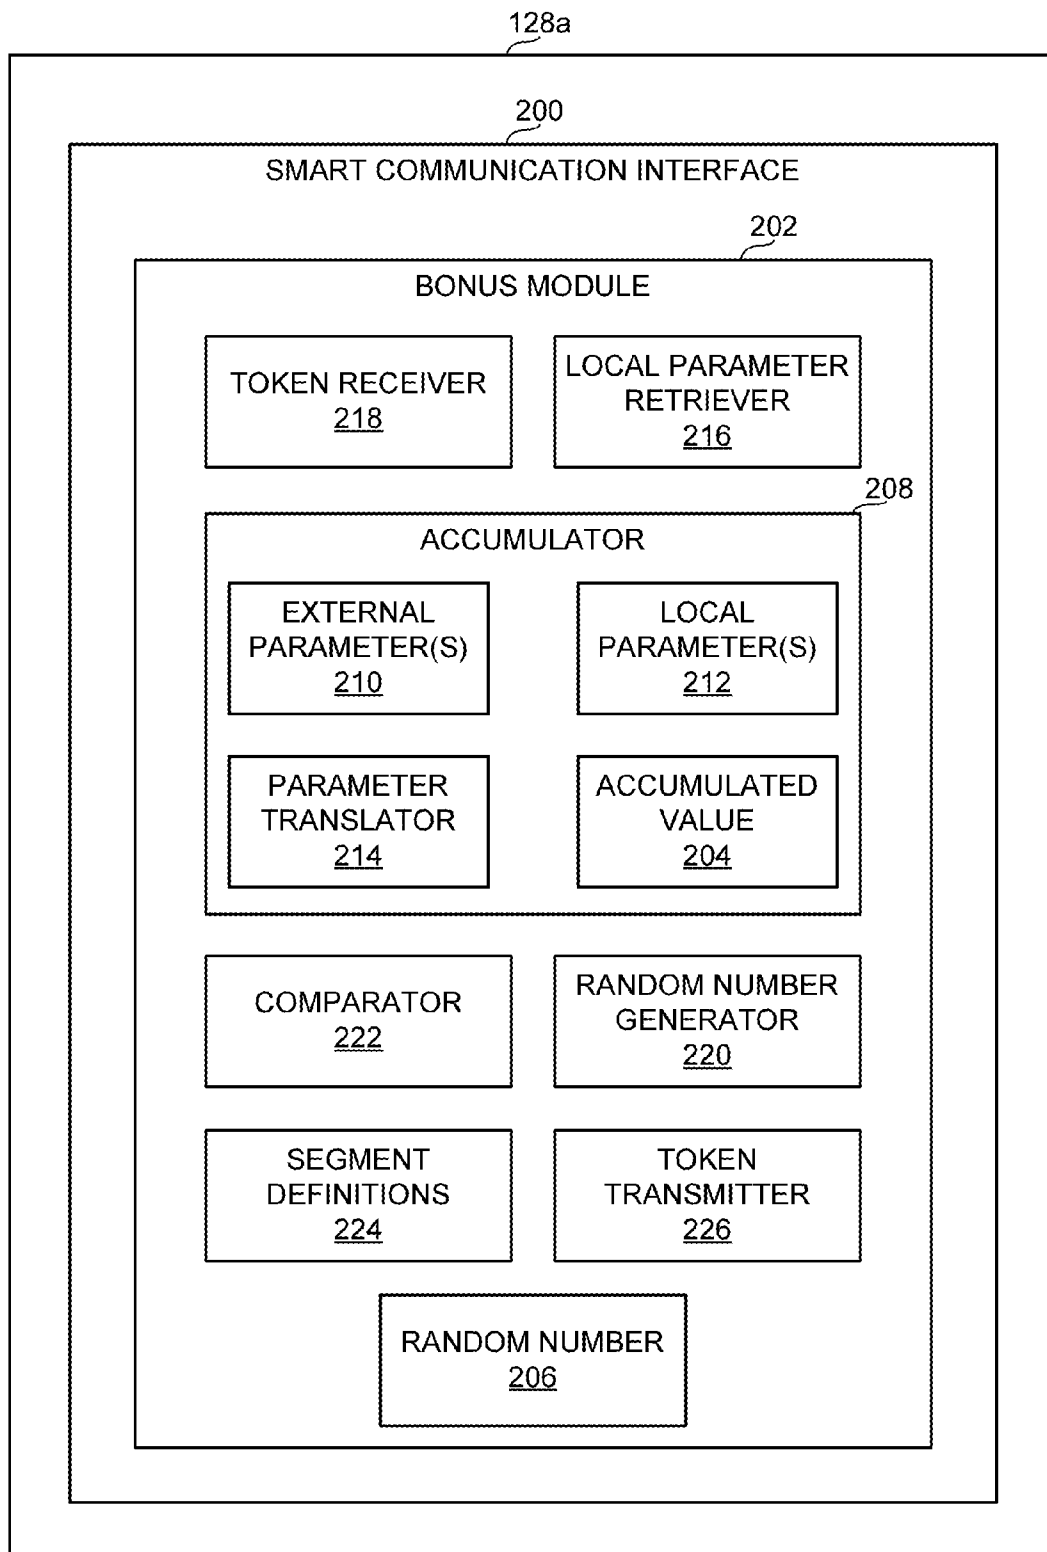 128a
200
SMART COMMUNICATION INTERFACE
202
BONUS MODULE
TOKEN RECEIVER
218
LOCAL PARAMETER
RETRIEVER
216
208
ACCUMULATOR
EXTERNAL
PARAMETER(S)
210
LOCAL
PARAMETER(S)
212
PARAMETER
TRANSLATOR
214
ACCUMULATED
VALUE
204
COMPARATOR
222
RANDOM NUMBER
GENERATOR
220
SEGMENT
DEFINITIONS
224
TOKEN
TRANSMITTER
226
RANDOM NUMBER
206